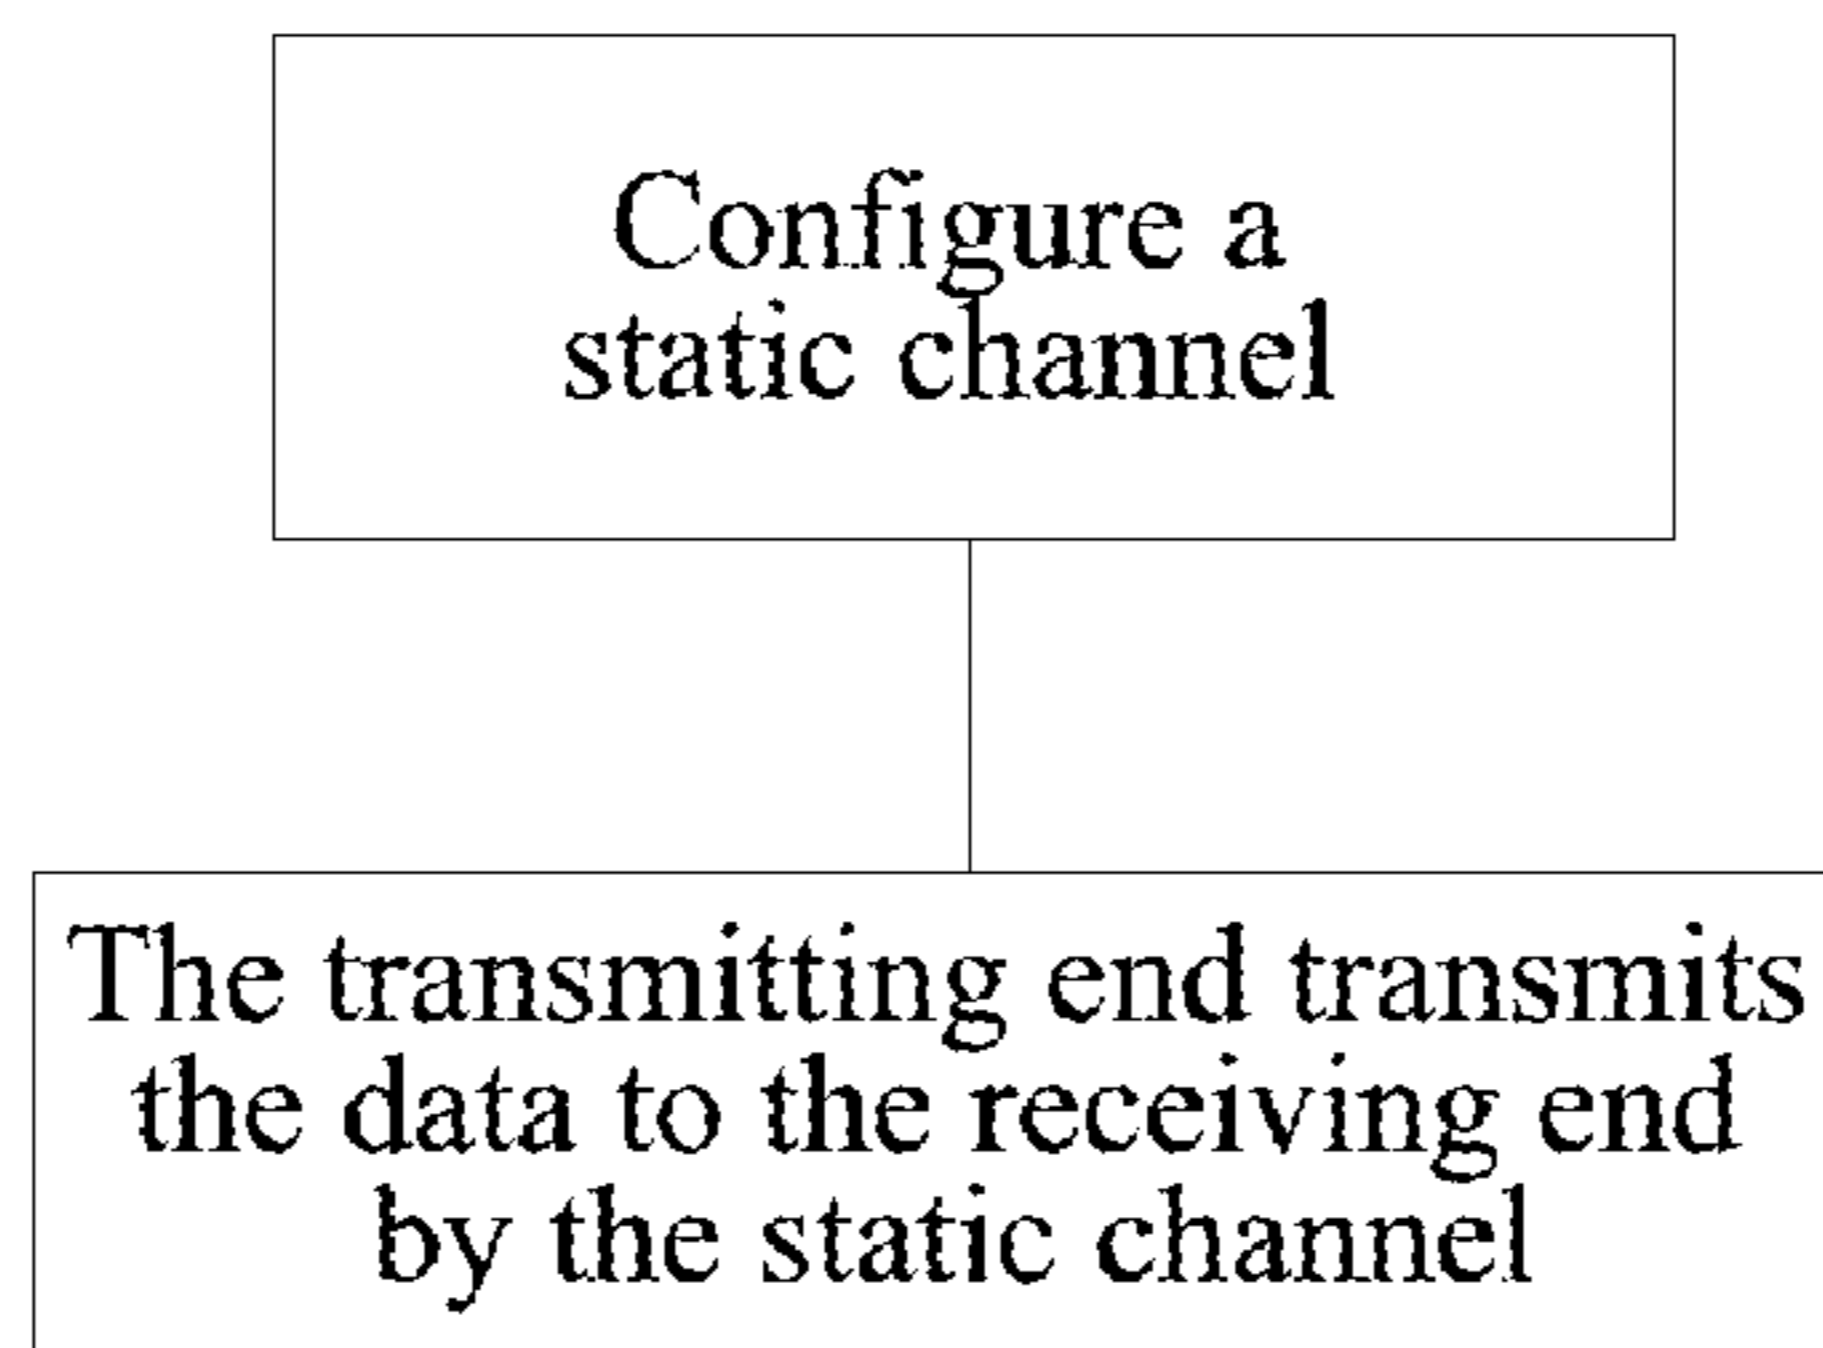 Configure a
static channel
The transmitting end transmits
the data to the receiving end
by the static channel